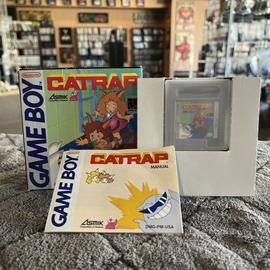 Nintendo
GAME BOY
CATRAP
ASMIK
GAME BOY
CATRAP
MANUAL
ASMIK
DMG-PM-USA